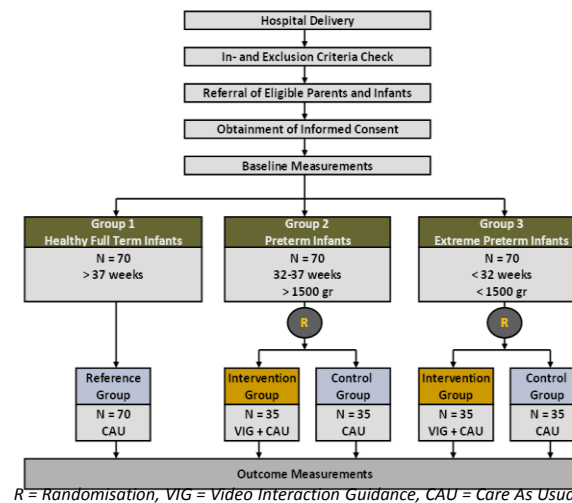 Hospital Delivery
In- and Exclusion Criteria Check
Referral of Eligible Parents and Infants
Obtainment of Informed Consent
Baseline Measurements
Group 1
Healthy Full Term Infants
N = 70
> 37 weeks
Group 2
Preterm Infants
N = 70
32-37 weeks
> 1500 gr
R
Group 3
Extreme Preterm Infants
N = 70
< 32 weeks
< 1500 gr
R
Reference
Group
N = 70
CAU
Intervention
Group
N = 35
VIG + CAU
Control
Group
N = 35
CAU
Intervention
Group
N = 35
VIG + CAU
Control
Group
N = 35
CAU
Outcome Measurements
R = Randomisation, VIG = Video Interaction Guidance, CAU = Care As Usua